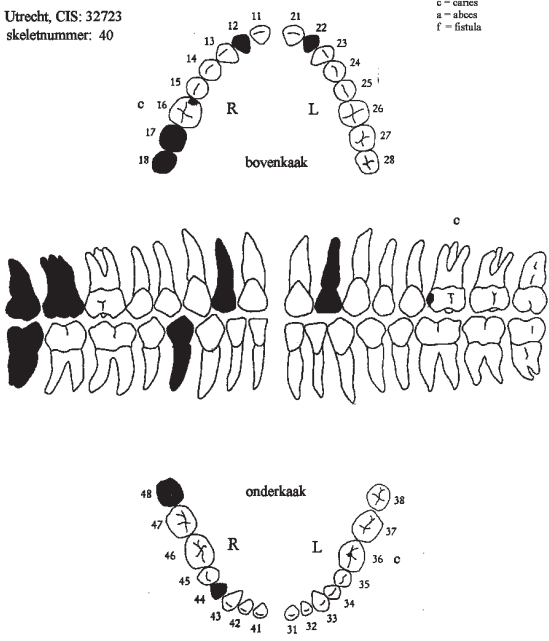 Utrecht, CIS: 32723
skeletnummer: 40
c = caries
a = abces
f = fistula
12 11 21 22
13 23
14 24
15 25
c 16 R L 26
17 27
18 bovenkaak 28
c
48 onderkaak 38
47 37
46 R L 36 c
45 35
44 34
43 33
42 41 31 32